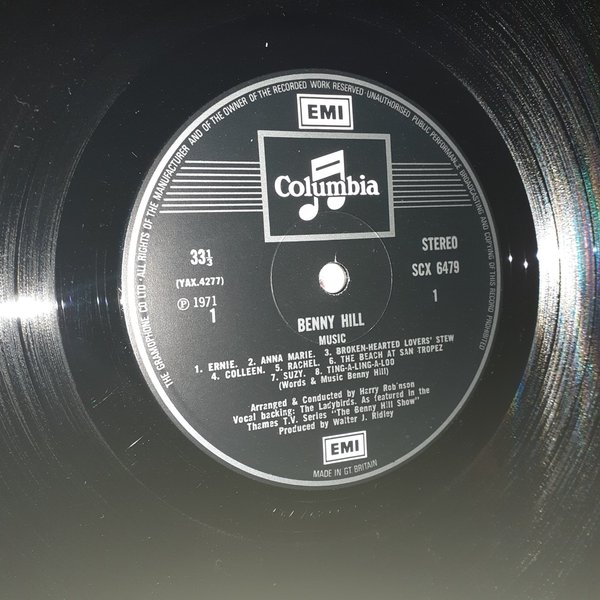 THE GRAMOPHONE CO LTD · ALL RIGHTS OF THE MANUFACTURER AND OF THE OWNER OF THE RECORDED WORK RESERVED · UNAUTHORISED PUBLIC PERFORMANCE BROADCASTING AND COPYING OF THIS RECORD PROHIBITED
EMI
Columbia
33⅓
(YAX.4277)
℗ 1971
1
STEREO
SCX 6479
1
BENNY HILL
MUSIC
1. ERNIE. 2. ANNA MARIE. 3. BROKEN-HEARTED LOVERS' STEW
4. COLLEEN. 5. RACHEL. 6. THE BEACH AT SAN TROPEZ
7. SUZY. 8. TING-A-LING-A-LOO
(Words & Music Benny Hill)
Arranged & Conducted by Harry Robinson
Vocal backing: The Ladybirds. As featured in the
Thames T.V. Series "The Benny Hill Show"
Produced by Walter J. Ridley
EMI
MADE IN GT BRITAIN